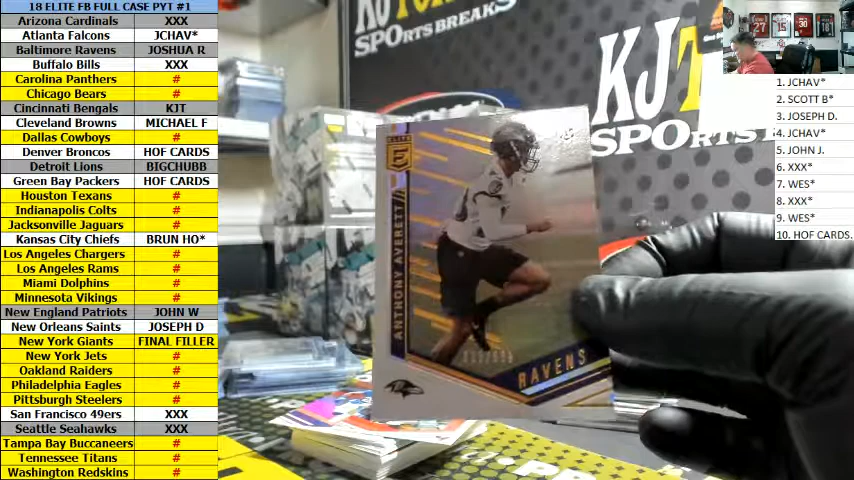 18 ELITE FB FULL CASE PYT #1
Arizona Cardinals XXX
Atlanta Falcons JCHAV*
Baltimore Ravens JOSHUA R
Buffalo Bills XXX
Carolina Panthers #
Chicago Bears #
Cincinnati Bengals KJT
Cleveland Browns MICHAEL F
Dallas Cowboys #
Denver Broncos HOF CARDS
Detroit Lions BIGCHUBB
Green Bay Packers HOF CARDS
Houston Texans #
Indianapolis Colts #
Jacksonville Jaguars #
Kansas City Chiefs BRUN HO*
Los Angeles Chargers #
Los Angeles Rams #
Miami Dolphins #
Minnesota Vikings #
New England Patriots JOHN W
New Orleans Saints JOSEPH D
New York Giants FINAL FILLER
New York Jets #
Oakland Raiders #
Philadelphia Eagles #
Pittsburgh Steelers #
San Francisco 49ers XXX
Seattle Seahawks XXX
Tampa Bay Buccaneers #
Tennessee Titans #
Washington Redskins #
SPORTS BREAKS
KJT
SPORTS
ELITE
ANTHONY AVERETT
RAVENS
1. JCHAV*
2. SCOTT B*
3. JOSEPH D.
4. JCHAV*
5. JOHN J.
6. XXX*
7. WES*
8. XXX*
9. WES*
10. HOF CARDS.